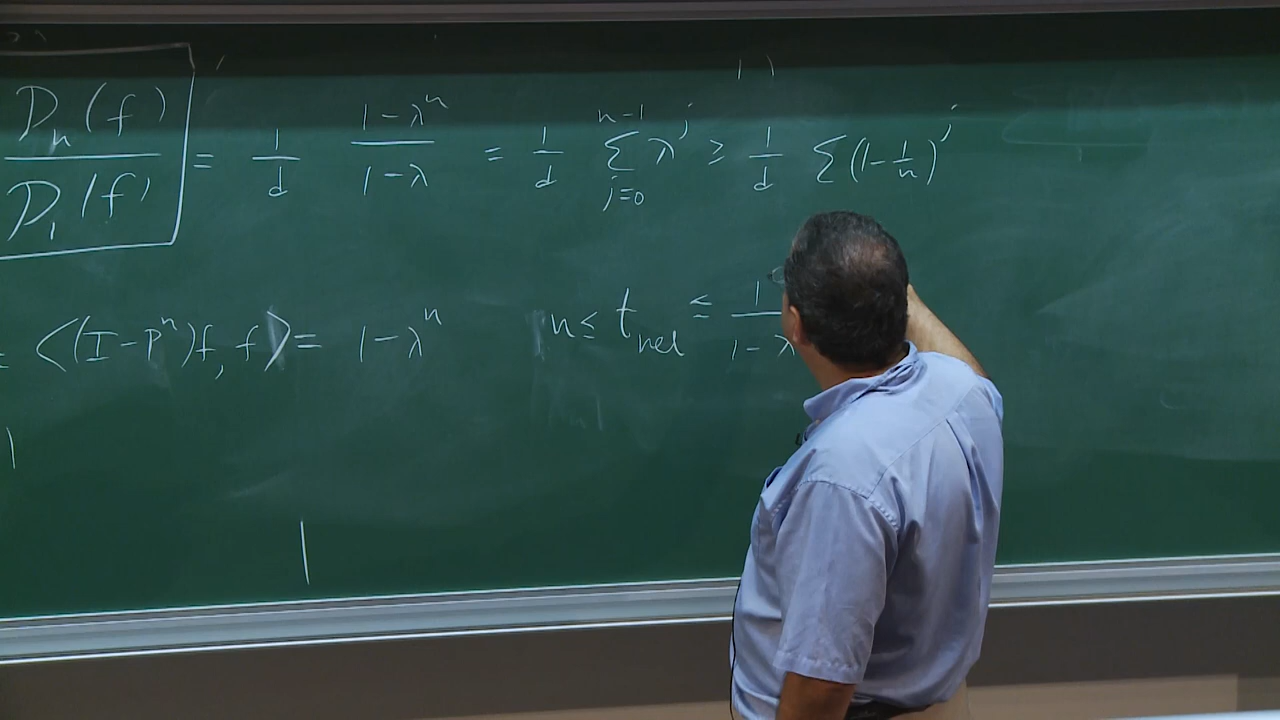 D_n(f) / D_1(f) = 1/d (1-λ^n)/(1-λ) = 1/d Σ_{j=0}^{n-1} λ^j ≥ 1/d Σ(1-1/n)^j
= <(I-P^n)f, f> = 1-λ^n
n ≤ t_rel ≤ 1/(1-λ